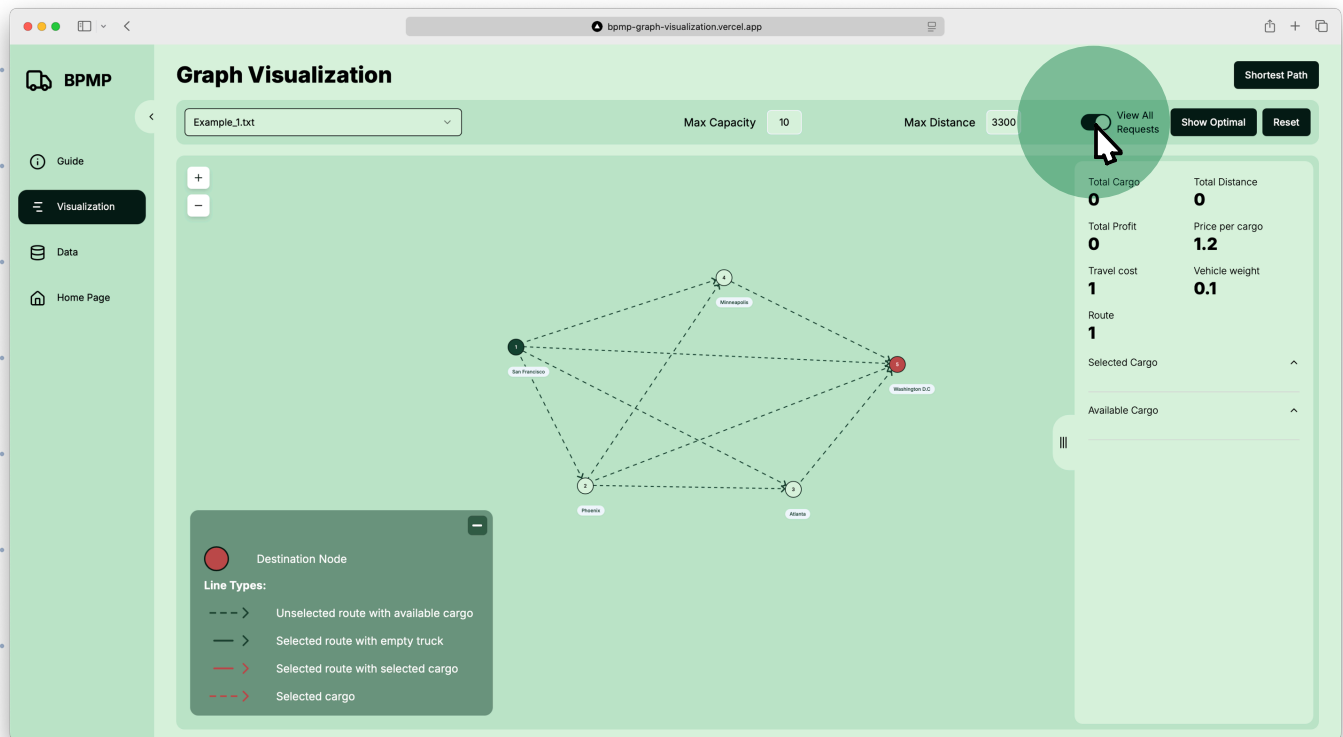 bpmp-graph-visualization.vercel.app
BPMP
Graph Visualization
Shortest Path
Example_1.txt
Max Capacity
10
Max Distance
3300
View All
Requests
Show Optimal
Reset
Guide
Visualization
Data
Home Page
+
−
4
Minneapolis
1
San Francisco
5
Washington D.C
2
Phoenix
3
Atlanta
Total Cargo
0
Total Distance
0
Total Profit
0
Price per cargo
1.2
Travel cost
1
Vehicle weight
0.1
Route
1
Selected Cargo
Available Cargo
Destination Node
Line Types:
Unselected route with available cargo
Selected route with empty truck
Selected route with selected cargo
Selected cargo